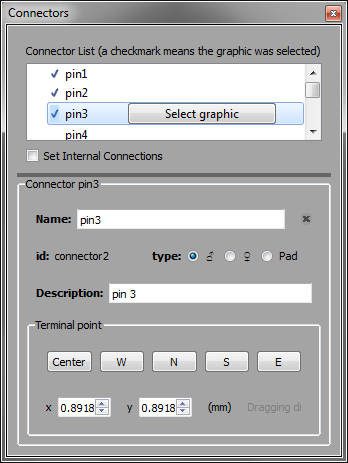 Connectors
Connector List (a checkmark means the graphic was selected)
pin1
pin2
pin3 Select graphic
pin4
Set Internal Connections
Connector pin3
Name: pin3
id: connector2 type: ♂ ♀ Pad
Description: pin 3
Terminal point
Center W N S E
x 0.8918 y 0.8918 (mm) Dragging di